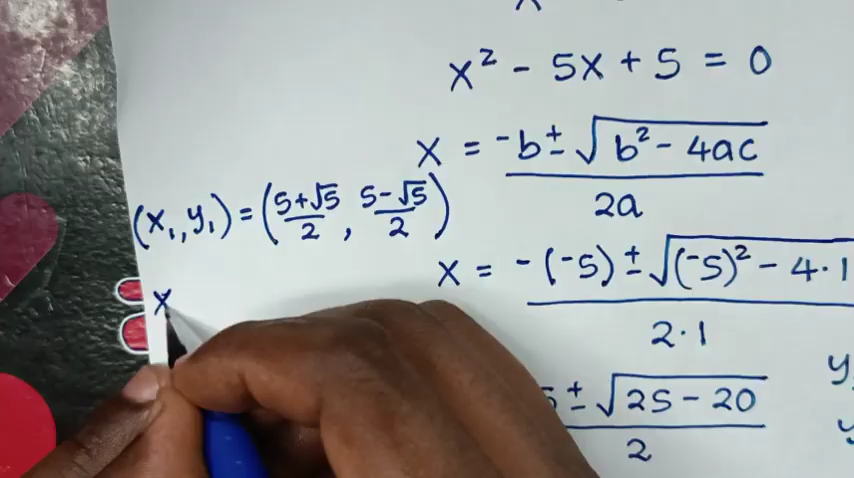 x² - 5x + 5 = 0
x = -b ± √(b² - 4ac) / 2a
(x₁, y₁) = ((5+√5)/2, (5-√5)/2)
x = -(-5) ± √((-5)² - 4·1 / 2·1
x
± √(25 - 20) / 2
y